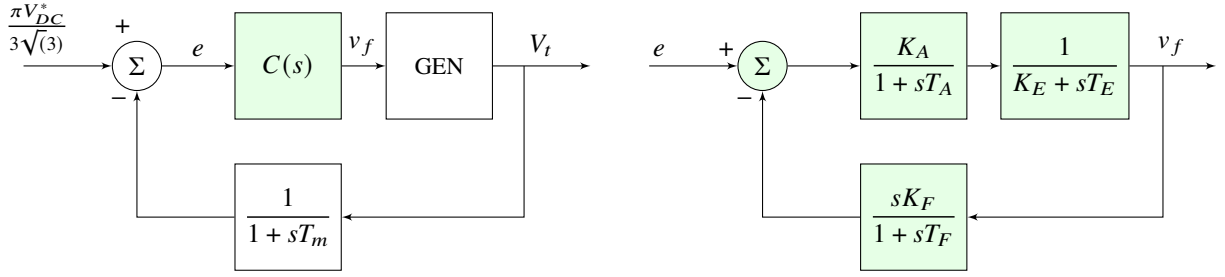 πV*_DC / 3√(3)
+
Σ
−
e
C(s)
v_f
GEN
V_t
1 / (1 + sT_m)
e
+
Σ
−
K_A / (1 + sT_A)
1 / (K_E + sT_E)
v_f
sK_F / (1 + sT_F)